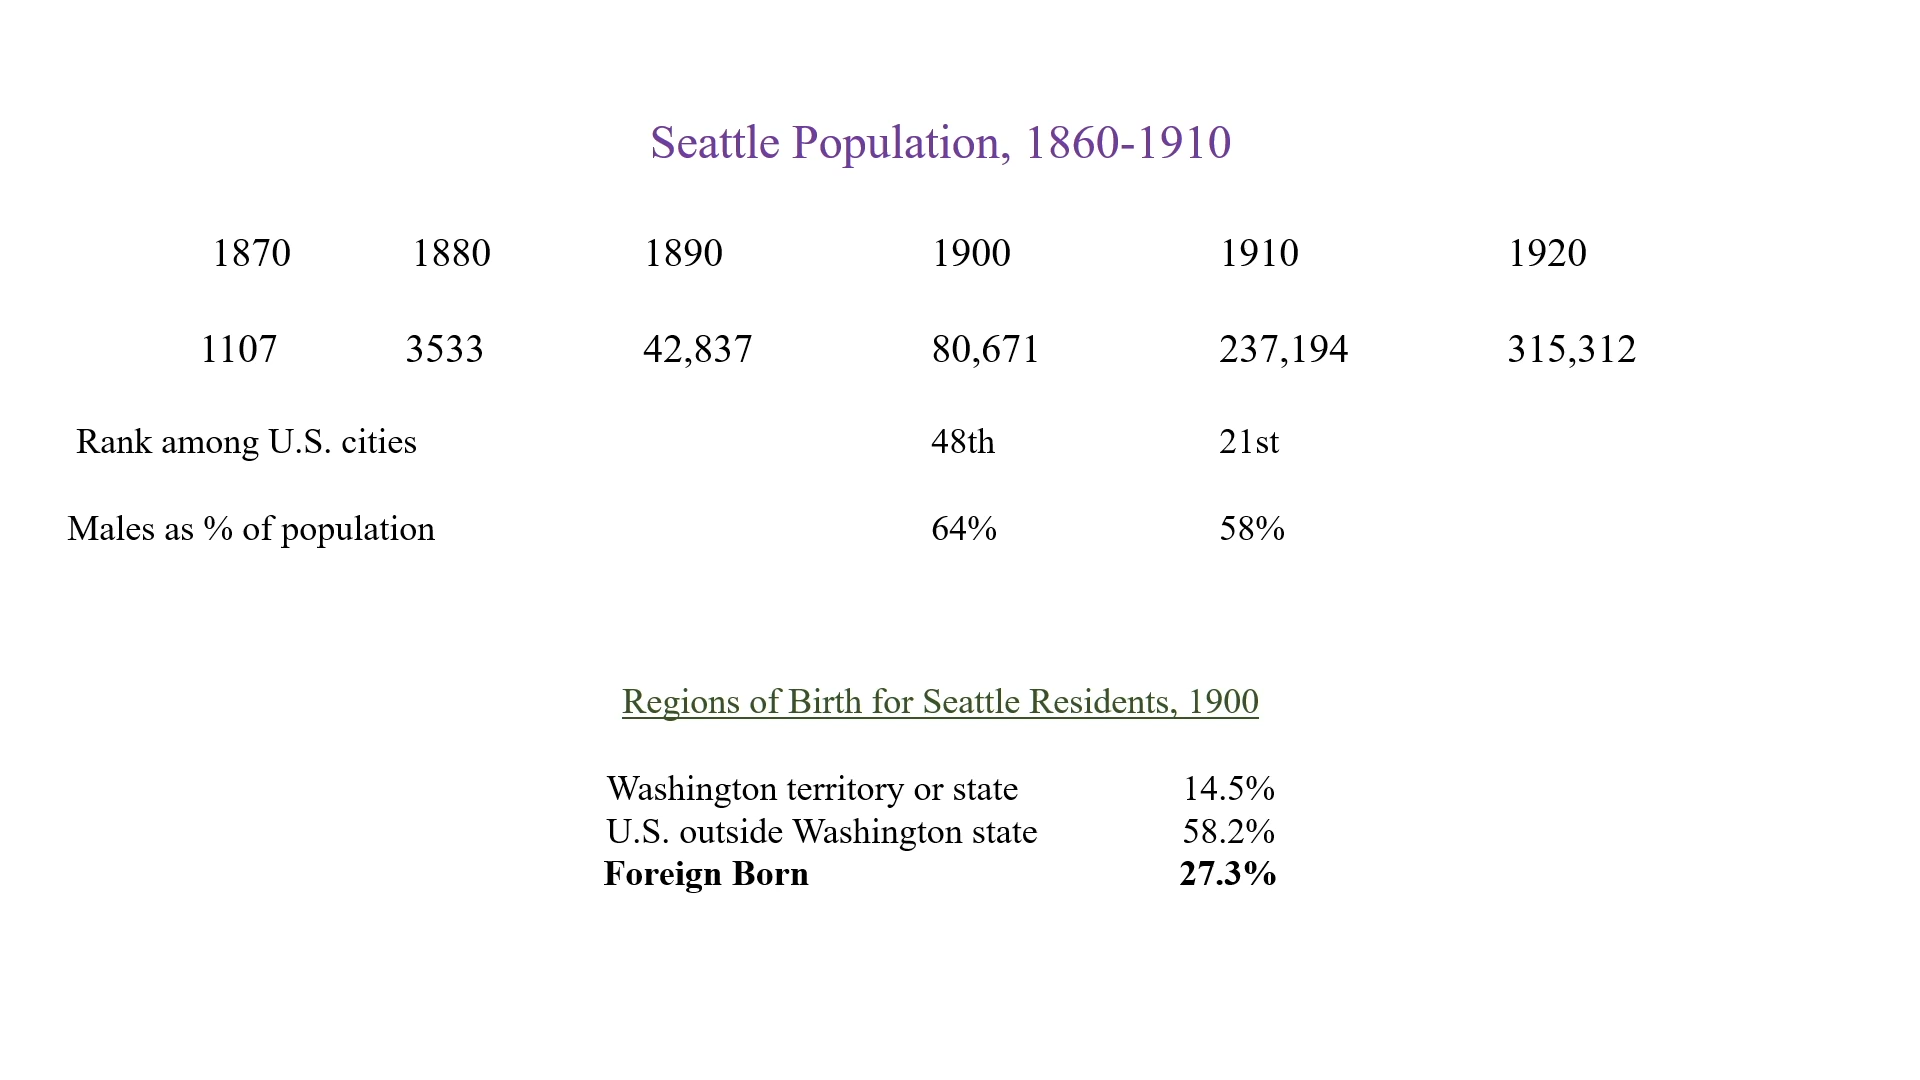 Seattle Population, 1860-1910
1870 1880 1890 1900 1910 1920
1107 3533 42,837 80,671 237,194 315,312
Rank among U.S. cities 48th 21st
Males as % of population 64% 58%
Regions of Birth for Seattle Residents, 1900
Washington territory or state 14.5%
U.S. outside Washington state 58.2%
Foreign Born 27.3%